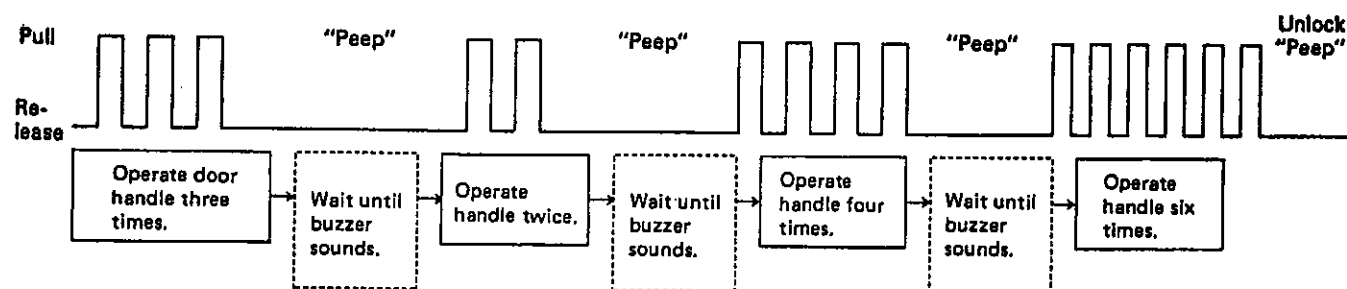 Pull
"Peep"
"Peep"
"Peep"
Unlock
"Peep"
Re-
lease
Operate door
handle three
times.
Wait until
buzzer
sounds.
Operate
handle twice.
Wait until
buzzer
sounds.
Operate
handle four
times.
Wait until
buzzer
sounds.
Operate
handle six
times.